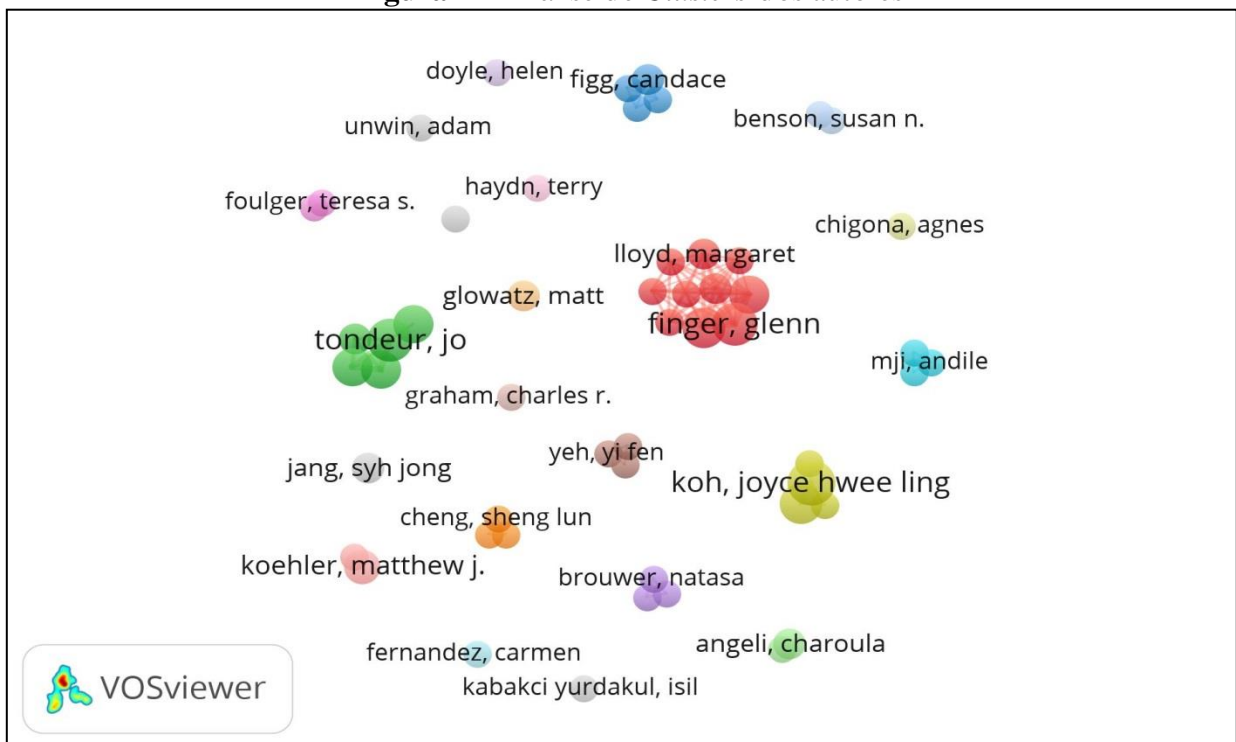 doyle, helen
figg, candace
unwin, adam
benson, susan n.
foulger, teresa s.
haydn, terry
chigona, agnes
lloyd, margaret
glowatz, matt
finger, glenn
tondeur, jo
mji, andile
graham, charles r.
yeh, yi fen
jang, syh jong
koh, joyce hwee ling
cheng, sheng lun
koehler, matthew j.
brouwer, natasa
fernandez, carmen
angeli, charoula
kabakci yurdakul, isil
VOSviewer